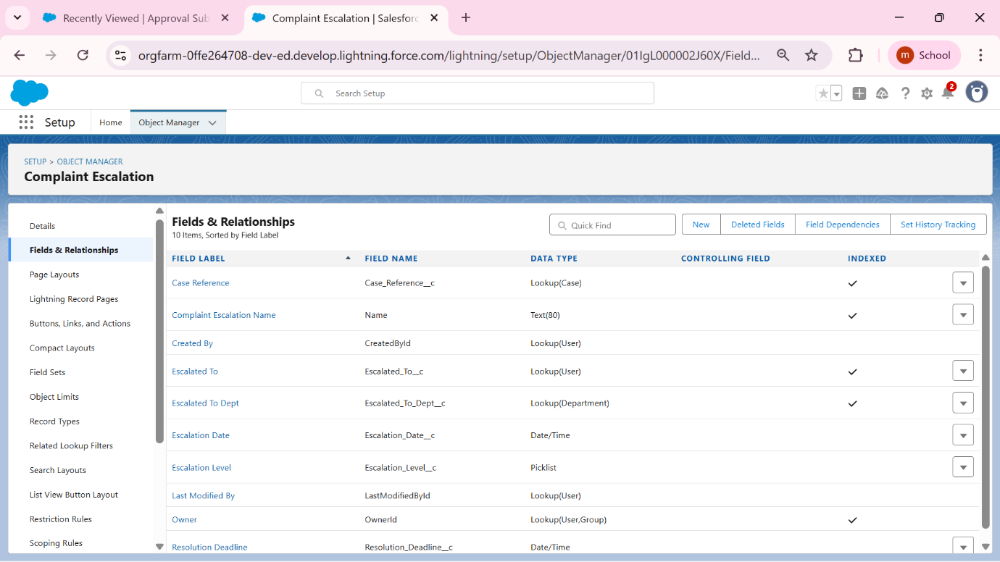 Recently Viewed | Approval Sub
Complaint Escalation | Salesforc
orgfarm-0ffe264708-dev-ed.develop.lightning.force.com/lightning/setup/ObjectManager/01IgL000002J60X/Field...
m School
Search Setup
2
Setup Home Object Manager
SETUP > OBJECT MANAGER
Complaint Escalation
Details
Fields & Relationships
Page Layouts
Lightning Record Pages
Buttons, Links, and Actions
Compact Layouts
Field Sets
Object Limits
Record Types
Related Lookup Filters
Search Layouts
List View Button Layout
Restriction Rules
Scoping Rules
Fields & Relationships
10 Items, Sorted by Field Label
Quick Find New Deleted Fields Field Dependencies Set History Tracking
FIELD LABEL FIELD NAME DATA TYPE CONTROLLING FIELD INDEXED
Case Reference Case_Reference__c Lookup(Case)
Complaint Escalation Name Name Text(80)
Created By CreatedById Lookup(User)
Escalated To Escalated_To__c Lookup(User)
Escalated To Dept Escalated_To_Dept__c Lookup(Department)
Escalation Date Escalation_Date__c Date/Time
Escalation Level Escalation_Level__c Picklist
Last Modified By LastModifiedById Lookup(User)
Owner OwnerId Lookup(User,Group)
Resolution Deadline Resolution_Deadline__c Date/Time